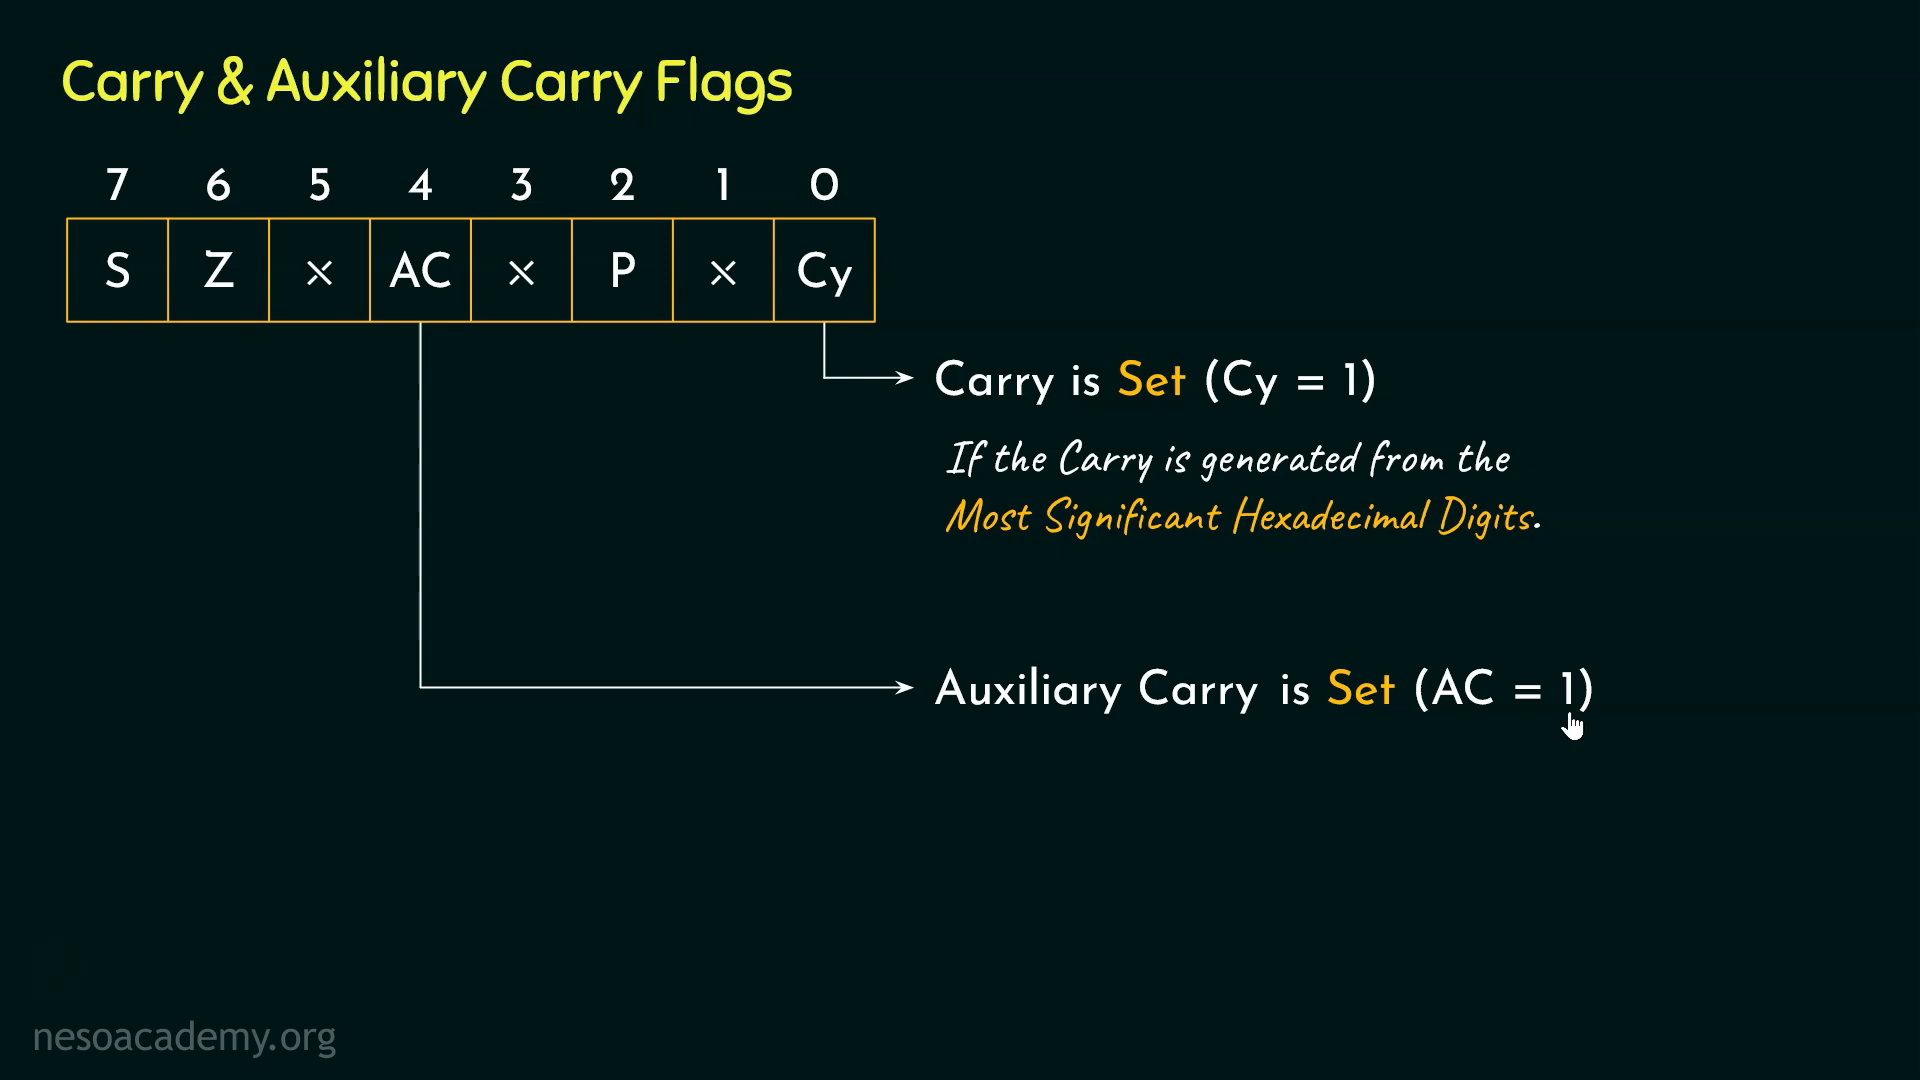 Carry & Auxiliary Carry Flags
7 6 5 4 3 2 1 0
S Z × AC × P × Cy
Carry is Set (Cy = 1)
If the Carry is generated from the
Most Significant Hexadecimal Digits.
Auxiliary Carry is Set (AC = 1)
nesoacademy.org